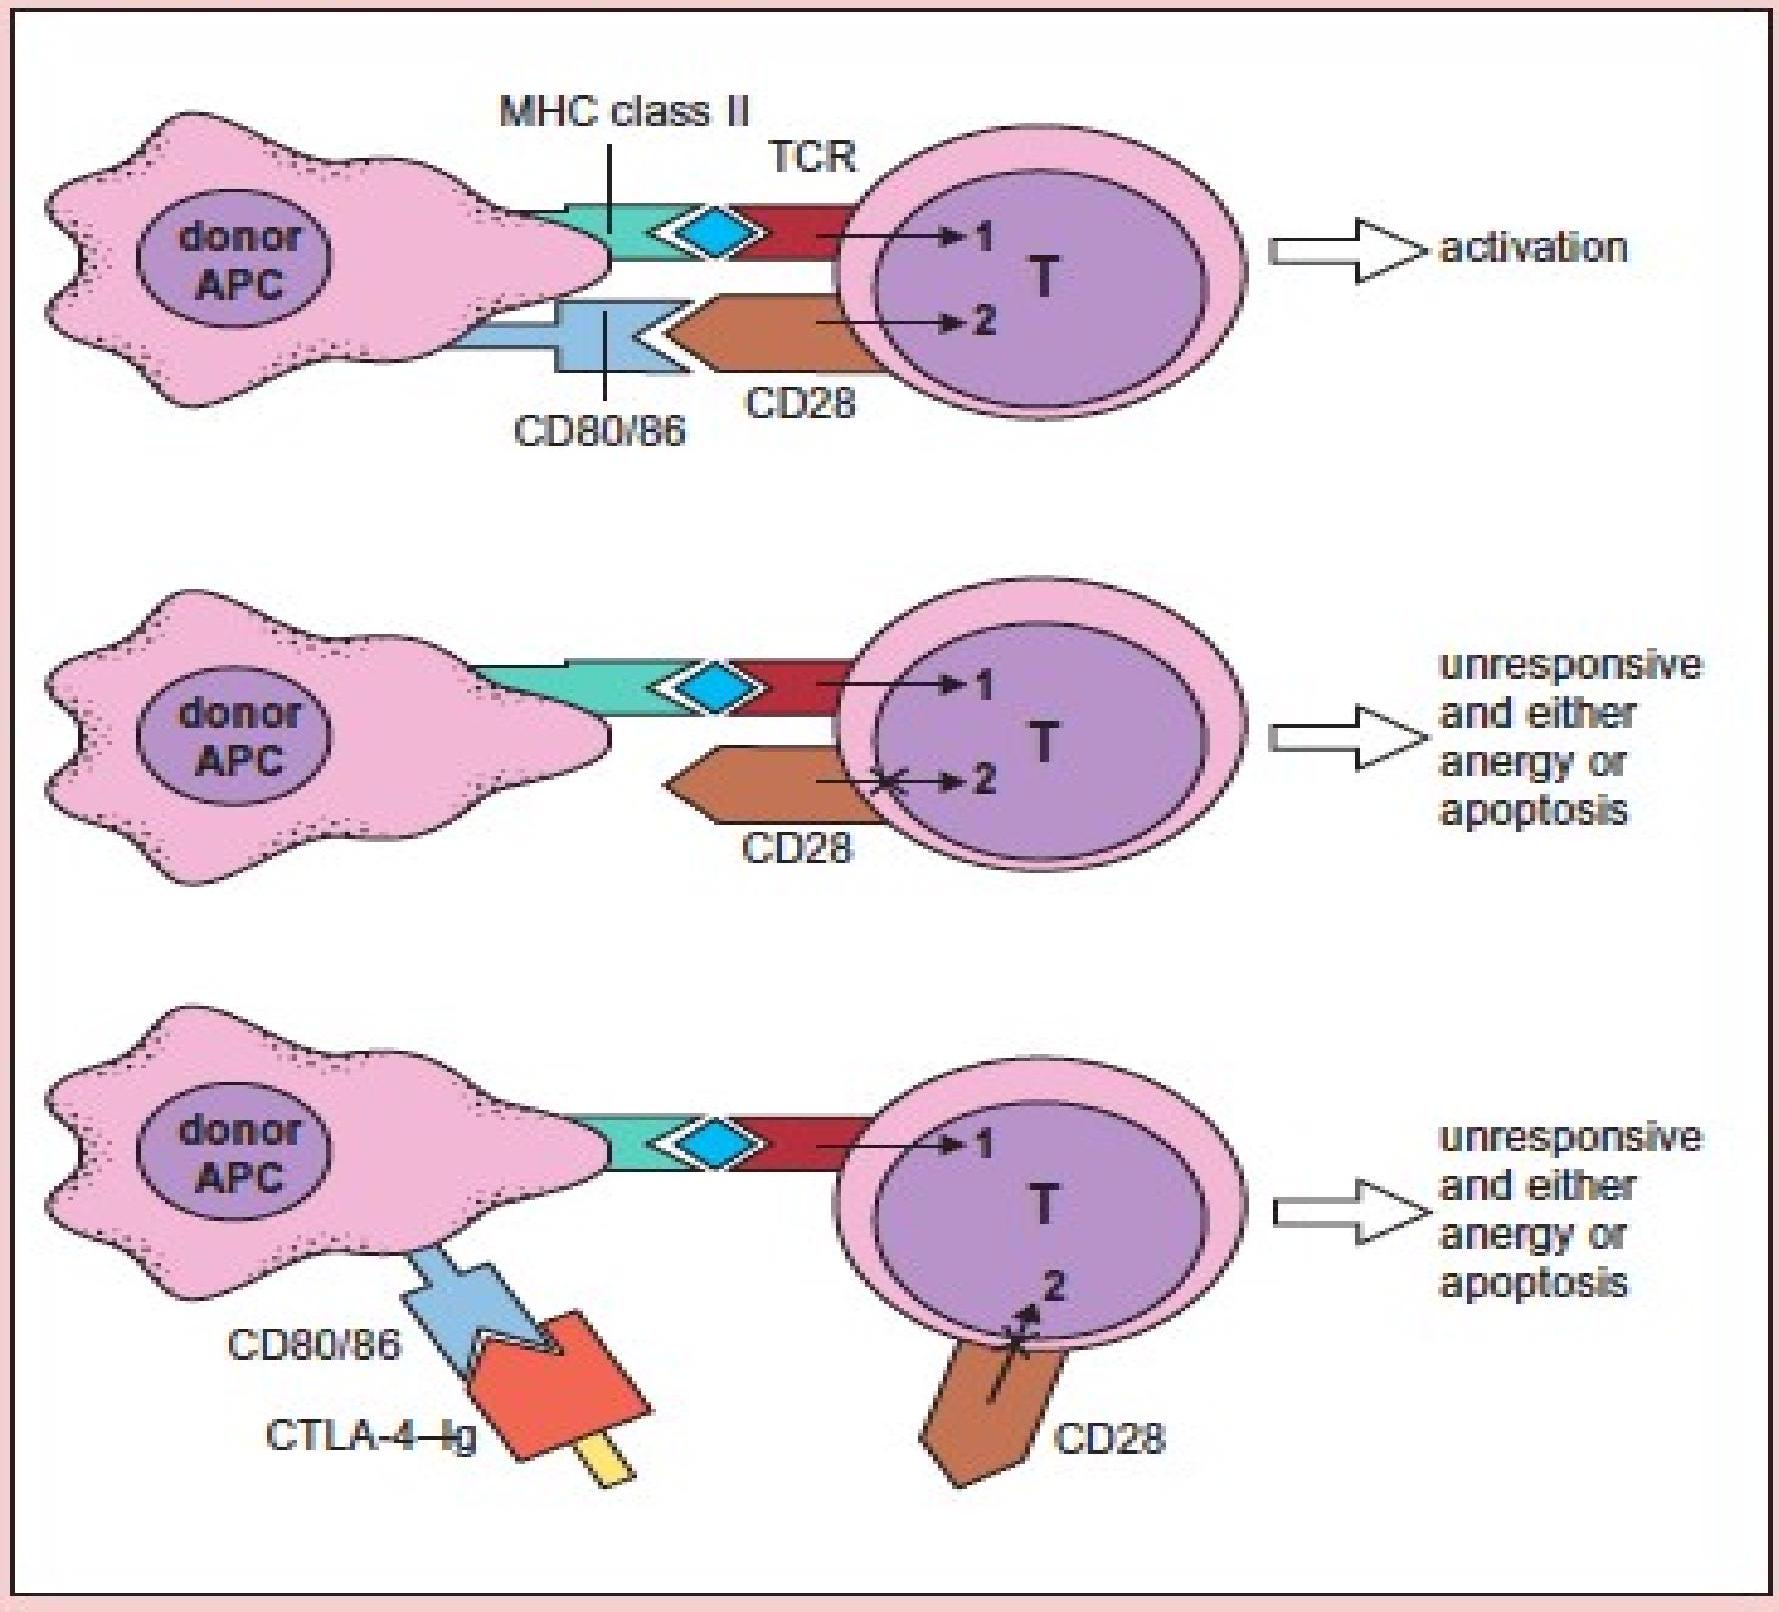 MHC class II
TCR
donor
APC
1
T
2
activation
CD28
CD80/86
donor
APC
1
T
2
CD28
unresponsive
and either
anergy or
apoptosis
donor
APC
1
T
2
unresponsive
and either
anergy or
apoptosis
CD80/86
CTLA-4–Ig
CD28